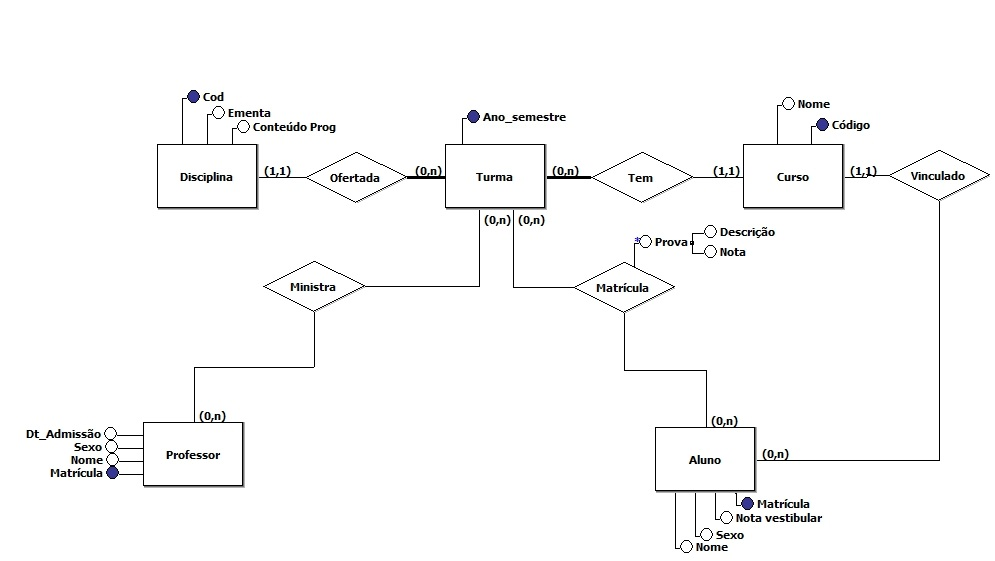 Cod
Ementa
Conteúdo Prog
Disciplina
(1,1)
Ofertada
(0,n)
Ano_semestre
Turma
(0,n)
Tem
(1,1)
Nome
Código
Curso
(1,1)
Vinculado
(0,n)
(0,n)
Ministra
* Prova
Descrição
Nota
Matrícula
(0,n)
Dt_Admissão
Sexo
Nome
Matrícula
Professor
(0,n)
Aluno
(0,n)
Matrícula
Nota vestibular
Sexo
Nome